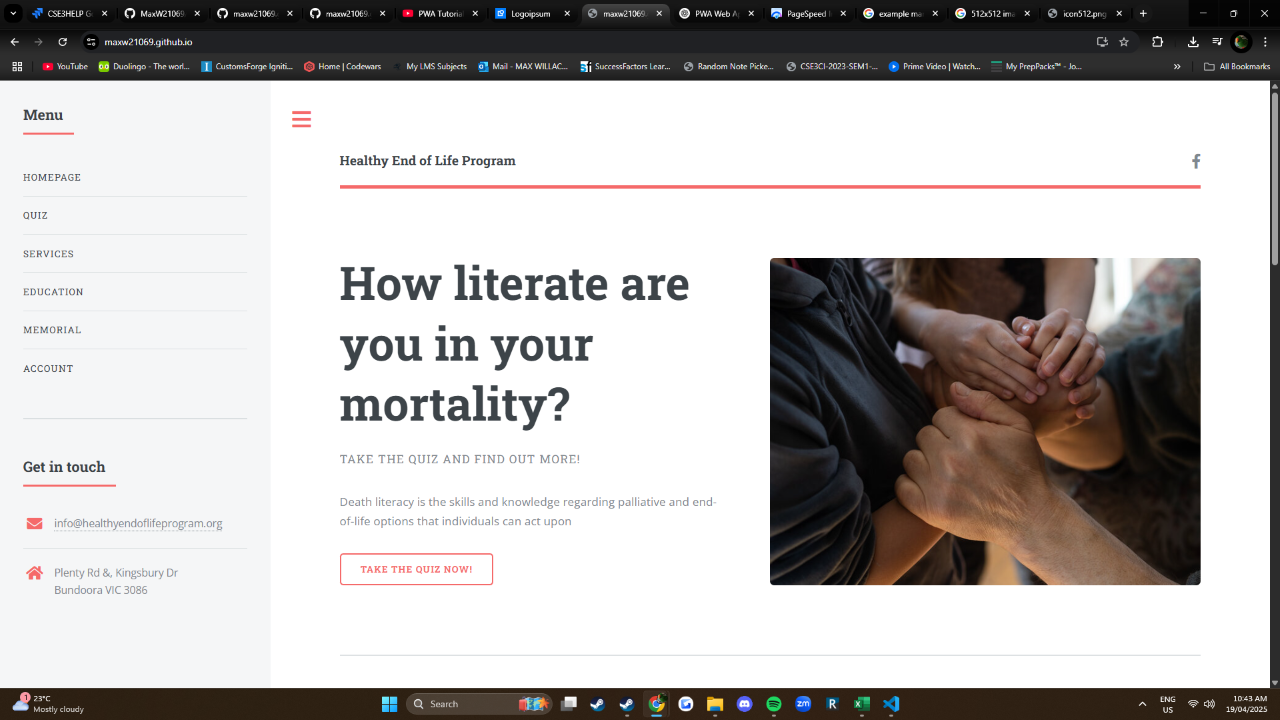 CSE3HELP G
MaxW21069.
maxw21069.
maxw21069.
PWA Tutorial
Logoipsum
maxw21069.
PWA Web Ap
PageSpeed I
example ma
512x512 ima
icon512.png
maxw21069.github.io
YouTube
Duolingo - The worl...
CustomsForge Igniti...
Home | Codewars
My LMS Subjects
Mail - MAX WILLAC...
SuccessFactors Lear...
Random Note Picke...
CSE3CI-2023-SEM1-...
Prime Video | Watch...
My PrepPacks™ - Jo...
All Bookmarks
Menu
HOMEPAGE
QUIZ
SERVICES
EDUCATION
MEMORIAL
ACCOUNT
Get in touch
info@healthyendoflifeprogram.org
Plenty Rd &, Kingsbury Dr
Bundoora VIC 3086
Healthy End of Life Program
How literate are
you in your
mortality?
TAKE THE QUIZ AND FIND OUT MORE!
Death literacy is the skills and knowledge regarding palliative and end-
of-life options that individuals can act upon
TAKE THE QUIZ NOW!
1
23°C
Mostly cloudy
Search
zm
R
ENG
US
10:43 AM
19/04/2025